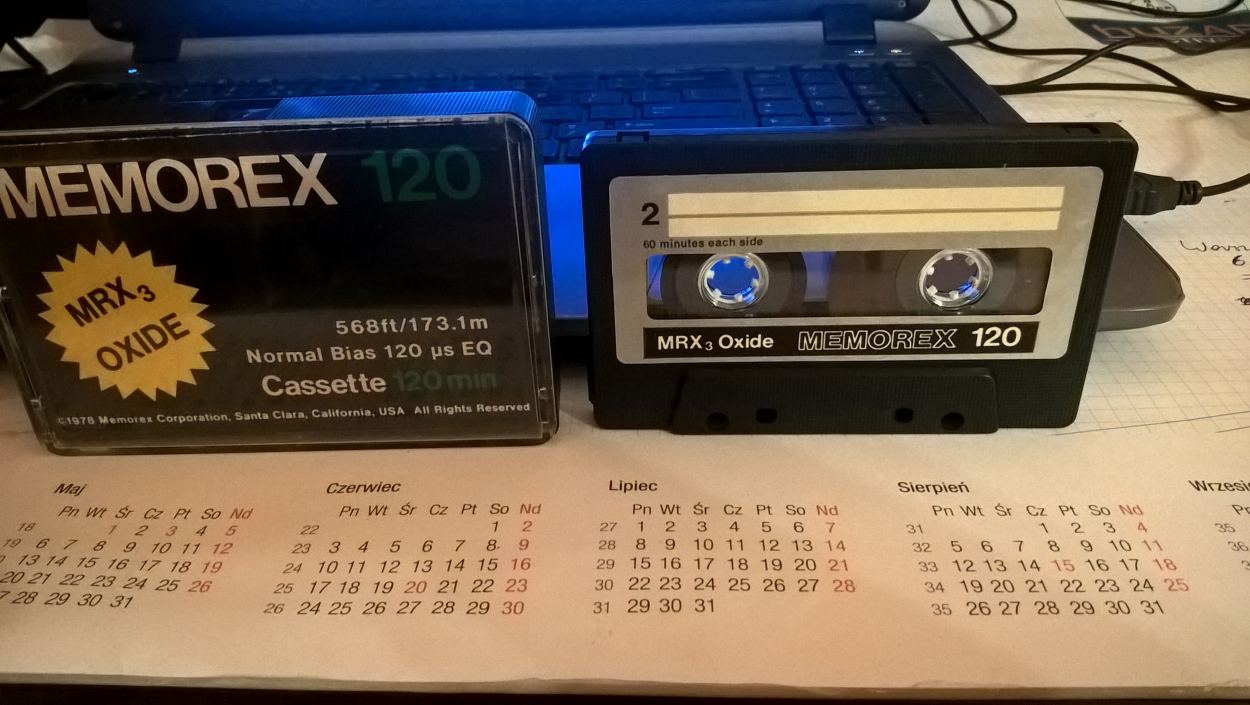 MEMOREX 120
MRX3
OXIDE
568ft/173.1m
Normal Bias 120 µs EQ
Cassette 120min
©1978 Memorex Corporation, Santa Clara, California, USA All Rights Reserved
2
60 minutes each side
MRX3 Oxide MEMOREX 120
Maj
Pn Wt Śr Cz Pt So Nd
18 1 2 3 4 5
19 6 7 8 9 10 11 12
13 14 15 16 17 18 19
20 21 22 23 24 25 26
27 28 29 30 31
Czerwiec
Pn Wt Śr Cz Pt So Nd
22 1 2
23 3 4 5 6 7 8 9
24 10 11 12 13 14 15 16
25 17 18 19 20 21 22 23
26 24 25 26 27 28 29 30
Lipiec
Pn Wt Śr Cz Pt So Nd
27 1 2 3 4 5 6 7
28 8 9 10 11 12 13 14
29 15 16 17 18 19 20 21
30 22 23 24 25 26 27 28
31 29 30 31
Sierpień
Pn Wt Śr Cz Pt So Nd
31 1 2 3 4
32 5 6 7 8 9 10 11
33 12 13 14 15 16 17 18
34 19 20 21 22 23 24 25
35 26 27 28 29 30 31
35
36